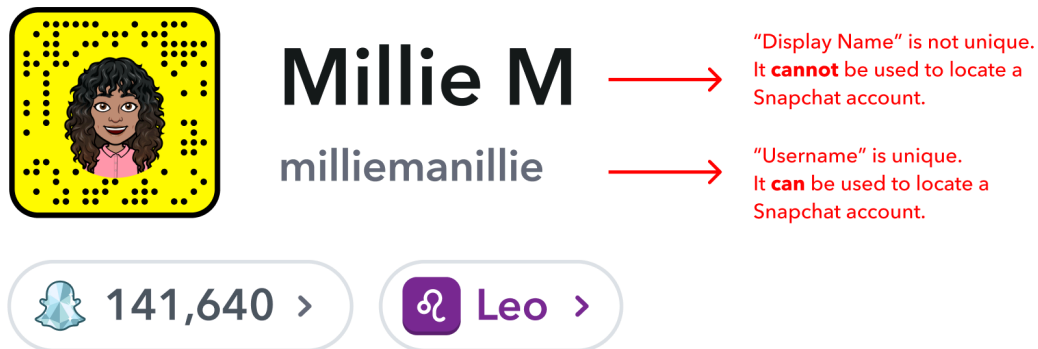 Millie M
“Display Name” is not unique.
It cannot be used to locate a
Snapchat account.
milliemanillie
“Username” is unique.
It can be used to locate a
Snapchat account.
141,640 >
Leo >